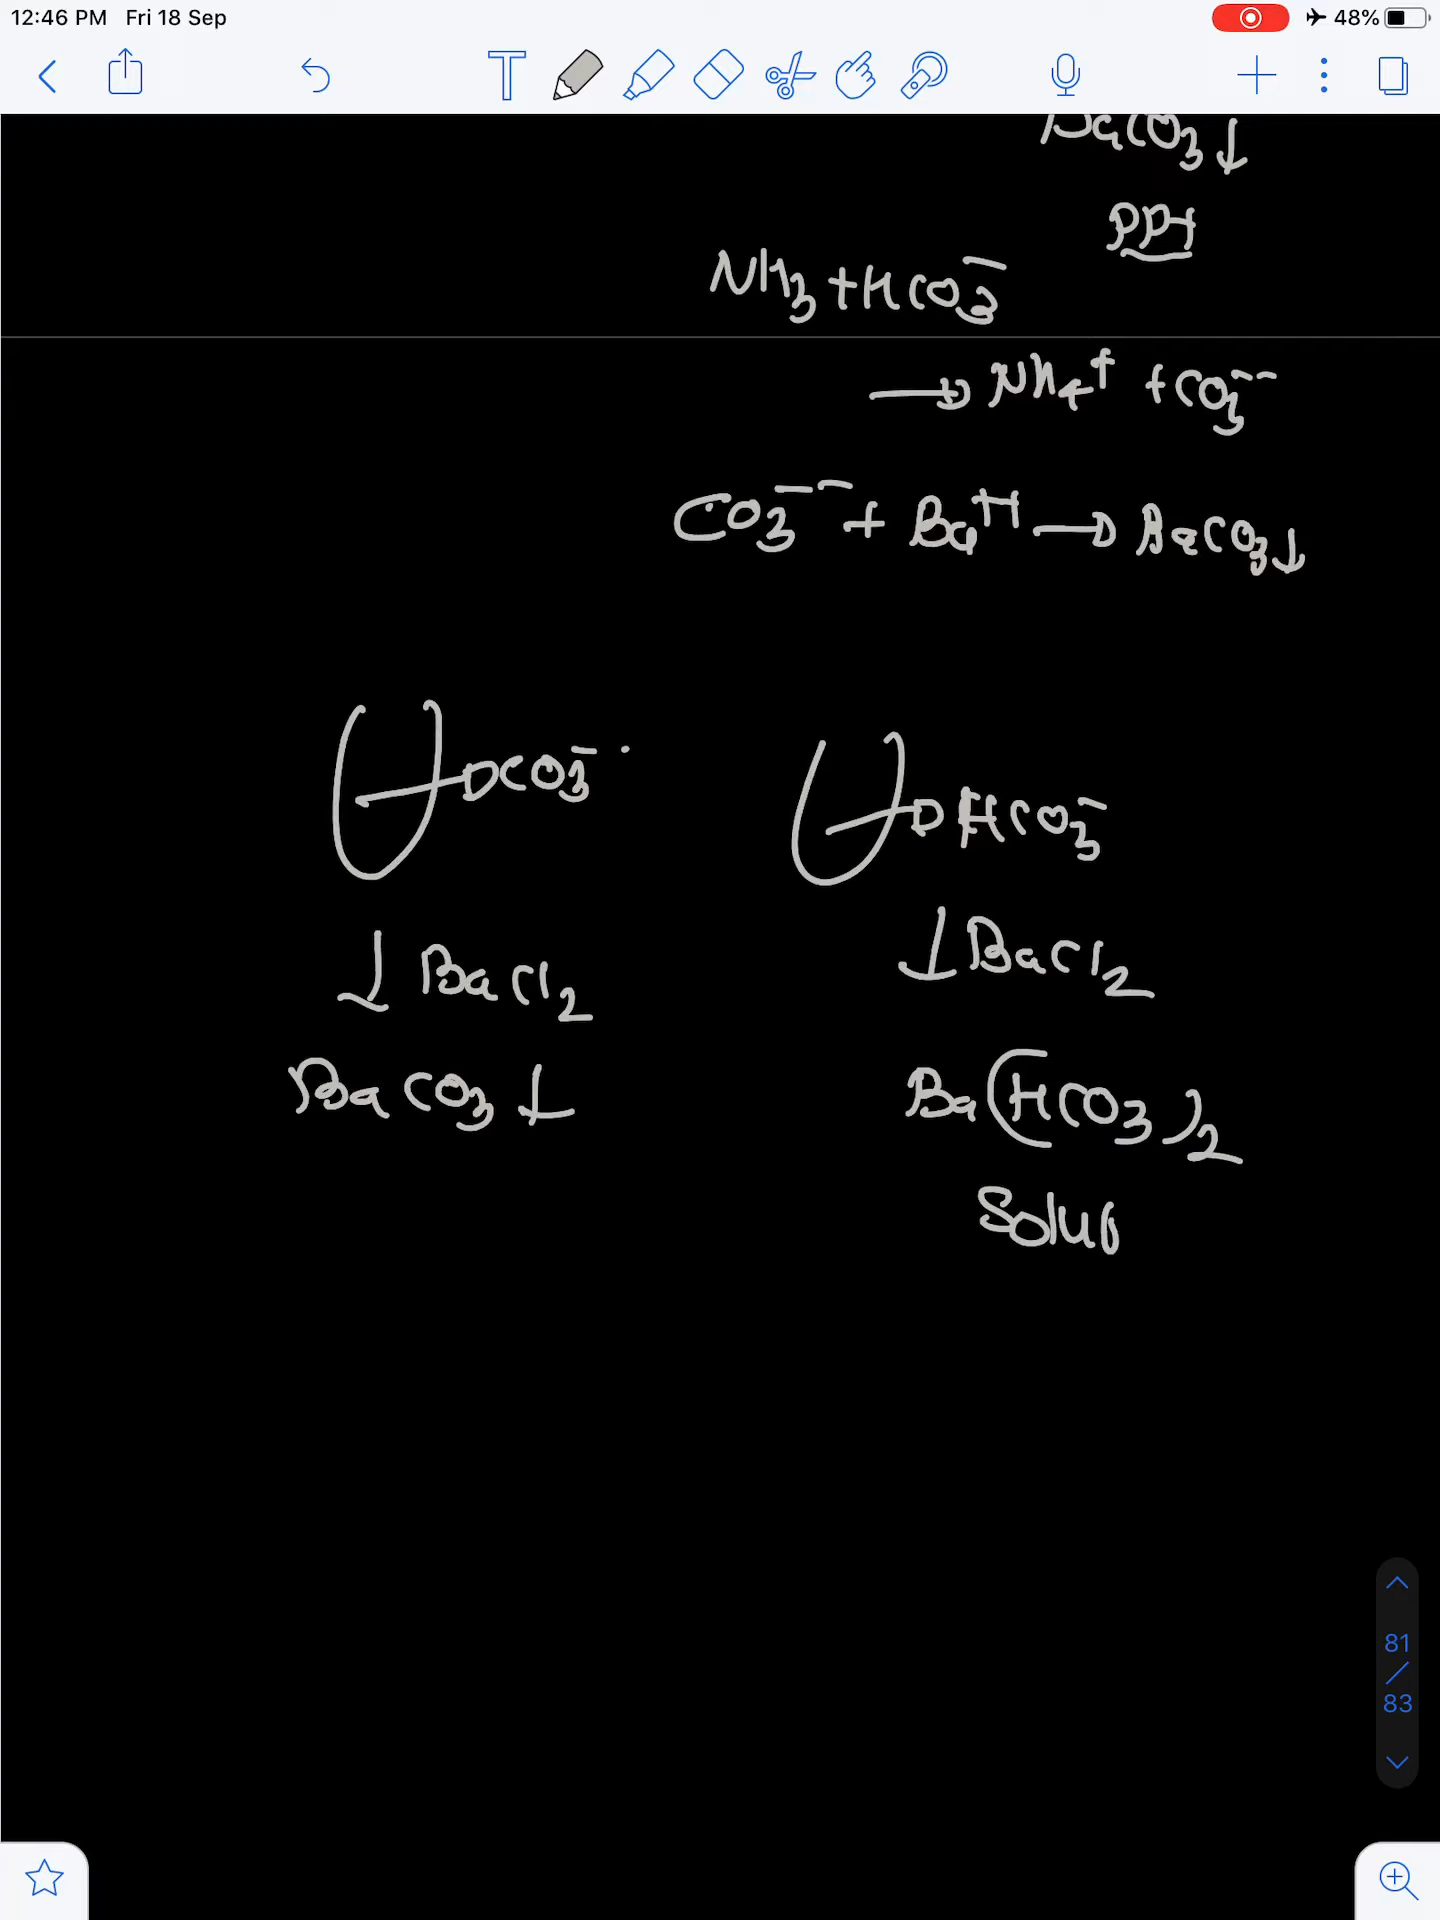 12:46 PM Fri 18 Sep 48%
T
BaCO3↓
PPt
NH3 + HCO3⁻
→ NH4⁺ + CO3⁻⁻
CO3⁻⁻ + Ba⁺⁺ → BaCO3↓
→ CO3⁻⁻
→ HCO3⁻
↓ BaCl2
↓ BaCl2
BaCO3 ↓
Ba(HCO3)2
Solub
81
/
83